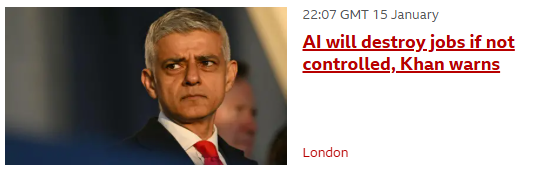 22:07 GMT 15 January
AI will destroy jobs if not
controlled, Khan warns
London